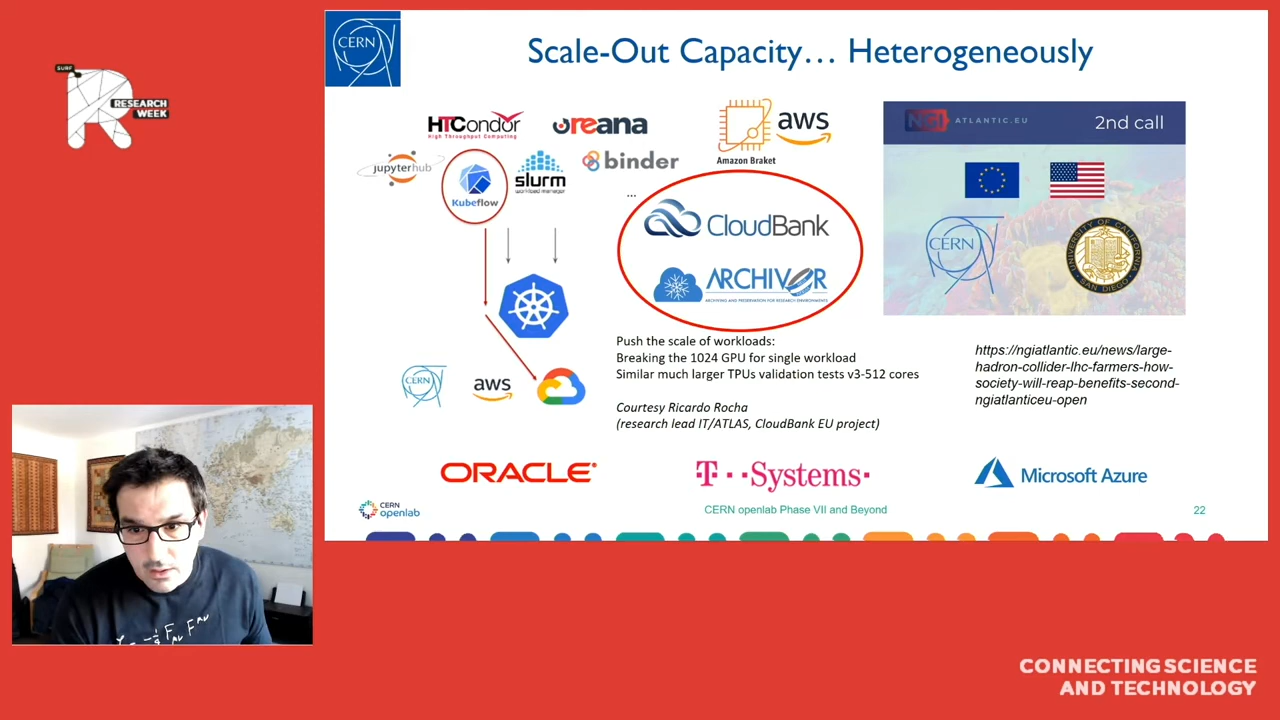 SURF
RESEARCH
WEEK
CERN
Scale-Out Capacity... Heterogeneously
HTCondor
High Throughput Computing
reana
aws
Amazon Braket
jupyterhub
Kubeflow
slurm
workload manager
binder
...
CloudBank
ARCHIVER
ARCHIVING AND PRESERVATION FOR RESEARCH ENVIRONMENTS
NGI ATLANTIC.EU
2nd call
CERN
UNIVERSITY OF CALIFORNIA
SAN DIEGO
CERN
aws
Push the scale of workloads:
Breaking the 1024 GPU for single workload
Similar much larger TPUs validation tests v3-512 cores
Courtesy Ricardo Rocha
(research lead IT/ATLAS, CloudBank EU project)
https://ngiatlantic.eu/news/large-
hadron-collider-lhc-farmers-how-
society-will-reap-benefits-second-
ngiatlanticeu-open
ORACLE®
T··Systems·
Microsoft Azure
CERN
openlab
CERN openlab Phase VII and Beyond
22
CONNECTING SCIENCE
AND TECHNOLOGY